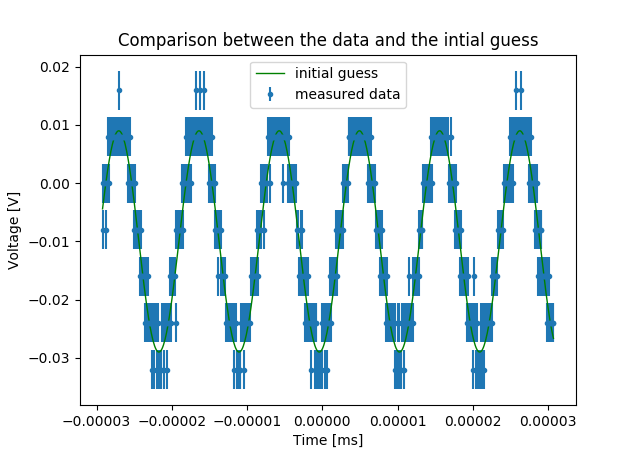 Comparison between the data and the intial guess
initial guess
measured data
0.02
0.01
0.00
−0.01
−0.02
−0.03
Voltage [V]
−0.00003 −0.00002 −0.00001 0.00000 0.00001 0.00002 0.00003
Time [ms]